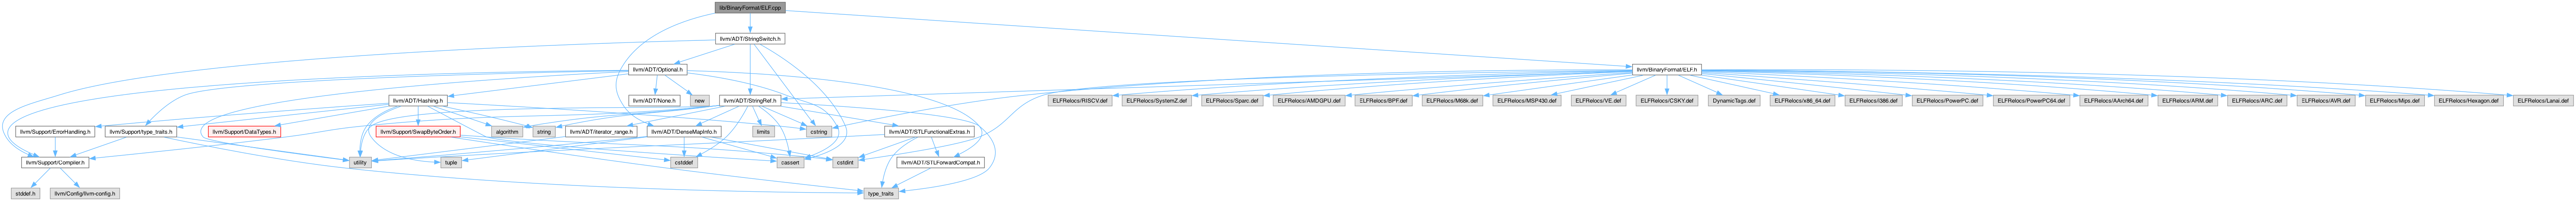 lib/BinaryFormat/ELF.cpp
llvm/ADT/StringSwitch.h
llvm/ADT/Optional.h
llvm/BinaryFormat/ELF.h
llvm/ADT/Hashing.h
llvm/ADT/None.h
new
llvm/ADT/StringRef.h
ELFRelocs/RISCV.def
ELFRelocs/SystemZ.def
ELFRelocs/Sparc.def
ELFRelocs/AMDGPU.def
ELFRelocs/BPF.def
ELFRelocs/M68k.def
ELFRelocs/MSP430.def
ELFRelocs/VE.def
ELFRelocs/CSKY.def
DynamicTags.def
ELFRelocs/x86_64.def
ELFRelocs/i386.def
ELFRelocs/PowerPC.def
ELFRelocs/PowerPC64.def
ELFRelocs/AArch64.def
ELFRelocs/ARM.def
ELFRelocs/ARC.def
ELFRelocs/AVR.def
ELFRelocs/Mips.def
ELFRelocs/Hexagon.def
ELFRelocs/Lanai.def
llvm/Support/ErrorHandling.h
llvm/Support/type_traits.h
llvm/Support/DataTypes.h
llvm/Support/SwapByteOrder.h
algorithm
string
llvm/ADT/iterator_range.h
llvm/ADT/DenseMapInfo.h
limits
cstring
llvm/ADT/STLFunctionalExtras.h
llvm/Support/Compiler.h
utility
tuple
cstddef
cassert
cstdint
llvm/ADT/STLForwardCompat.h
stddef.h
llvm/Config/llvm-config.h
type_traits